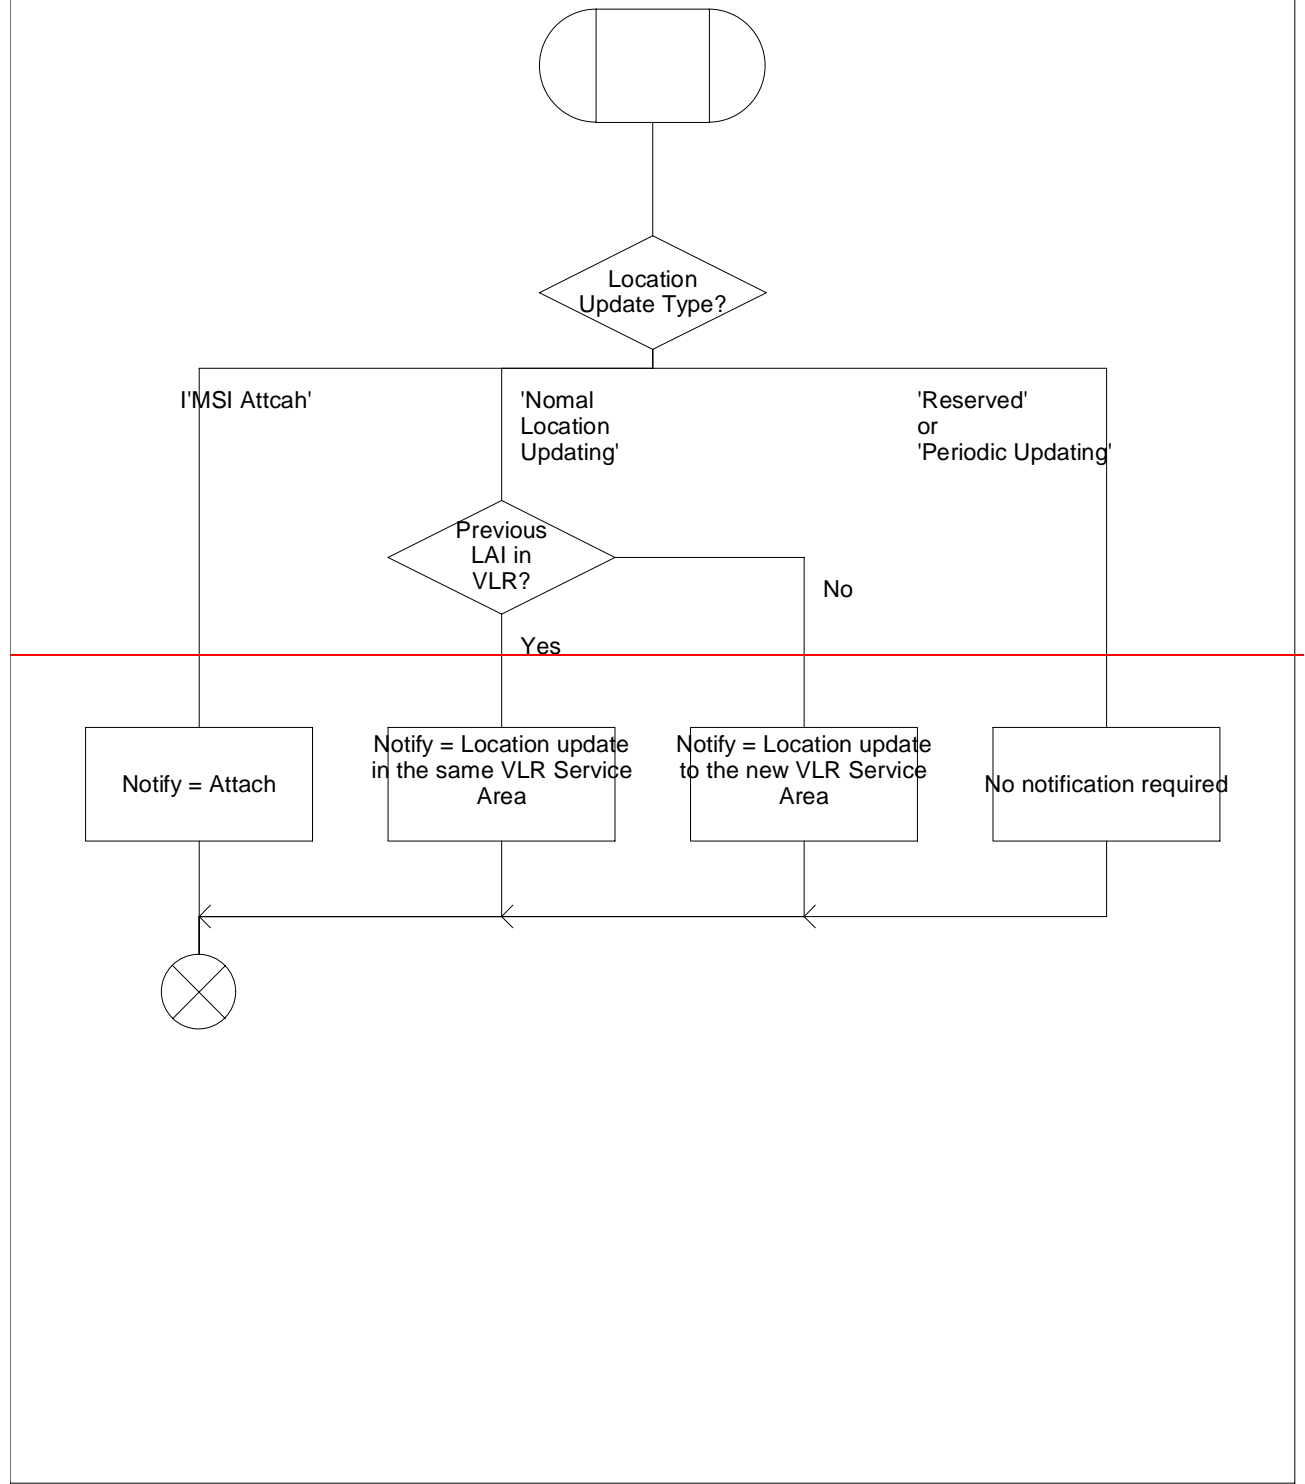 Location
Update Type?
I'MSI Attcah'
'Nomal
Location
Updating'
'Reserved'
or
'Periodic Updating'
Previous
LAI in
VLR?
No
Yes
Notify = Attach
Notify = Location update
in the same VLR Service
Area
Notify = Location update
to the new VLR Service
Area
No notification required